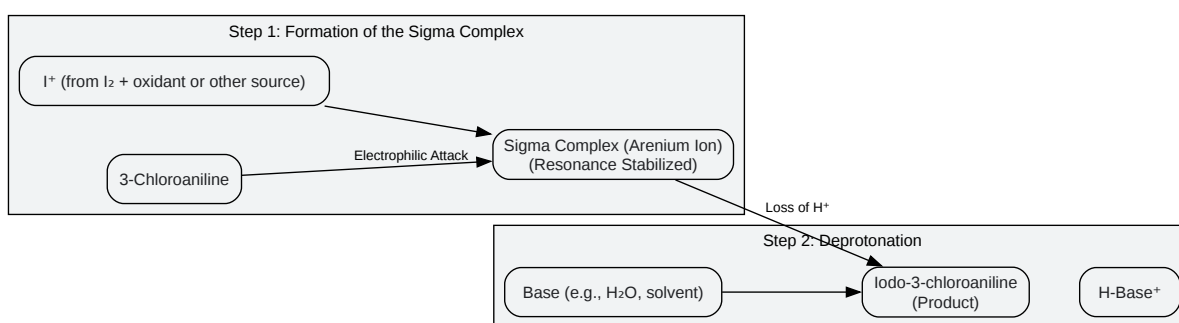 Step 1: Formation of the Sigma Complex
I⁺ (from I₂ + oxidant or other source)
Sigma Complex (Arenium Ion)
(Resonance Stabilized)
Electrophilic Attack
3-Chloroaniline
Loss of H⁺
Step 2: Deprotonation
Base (e.g., H₂O, solvent)
Iodo-3-chloroaniline
(Product)
H-Base⁺